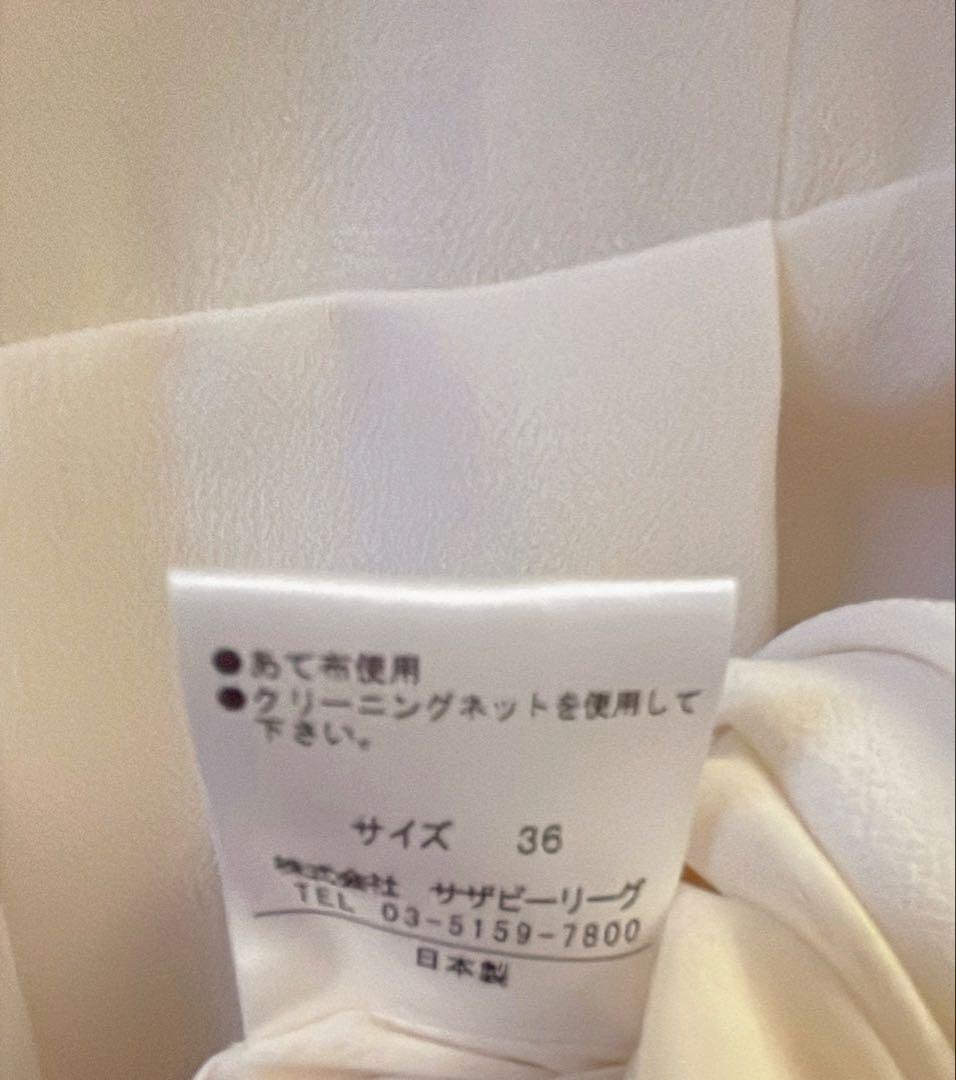 ●あて布使用
●クリーニングネットを使用して
下さい。
サイズ 36
株式会社 サザビーリーグ
TEL 03-5159-7800
日本製